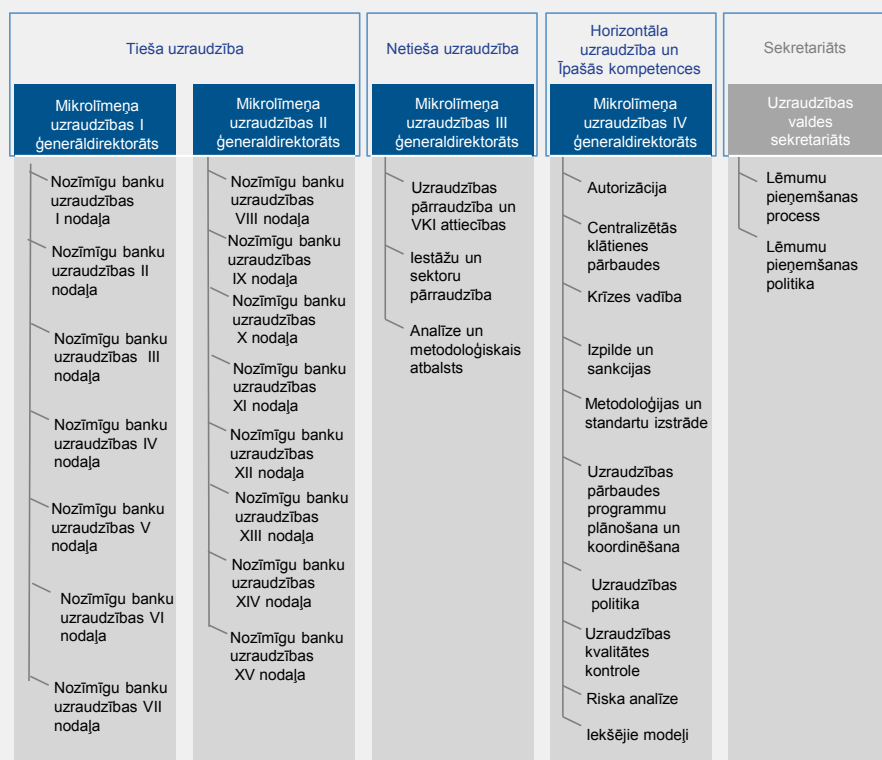 Tieša uzraudzība
Mikrolīmeņa
uzraudzības I
ģenerāldirektorāts
Nozīmīgu banku
uzraudzības
I nodaļa
Nozīmīgu banku
uzraudzības II
nodaļa
Nozīmīgu banku
uzraudzības III
nodaļa
Nozīmīgu banku
uzraudzības IV
nodaļa
Nozīmīgu banku
uzraudzības V
nodaļa
Nozīmīgu banku
uzraudzības VI
nodaļa
Nozīmīgu banku
uzraudzības VII
nodaļa
Mikrolīmeņa
uzraudzības II
ģeneraldirektorāts
Nozīmīgu banku
uzraudzības
VIII nodaļa
Nozīmīgu banku
uzraudzības
IX nodaļa
Nozīmīgu banku
uzraudzības
X nodaļa
Nozīmīgu banku
uzraudzības
XI nodaļa
Nozīmīgu banku
uzraudzības
XII nodaļa
Nozīmīgu banku
uzraudzības
XIII nodaļa
Nozīmīgu banku
uzraudzības
XIV nodaļa
Nozīmīgu banku
uzraudzības
XV nodaļa
Netieša uzraudzība
Mikrolīmeņa
uzraudzības III
ģeneraldirektorāts
Uzraudzības
pārraudzība un
VKI attiecības
Iestāžu un
sektoru
pārraudzība
Analīze un
metodoloģiskais
atbalsts
Horizontāla
uzraudzība un
Īpašās kompetences
Mikrolīmeņa
uzraudzības IV
ģeneraldirektorāts
Autorizācija
Centralizētās
klātienes
pārbaudes
Krīzes vadība
Izpilde un
sankcijas
Metodoloģijas un
standartu izstrāde
Uzraudzības
pārbaudes
programmu
plānošana un
koordinēšana
Uzraudzības
politika
Uzraudzības
kvalitātes
kontrole
Riska analīze
Iekšējie modeļi
Sekretariāts
Uzraudzības
valdes
sekretariāts
Lēmumu
pieņemšanas
process
Lēmumu
pieņemšanas
politika